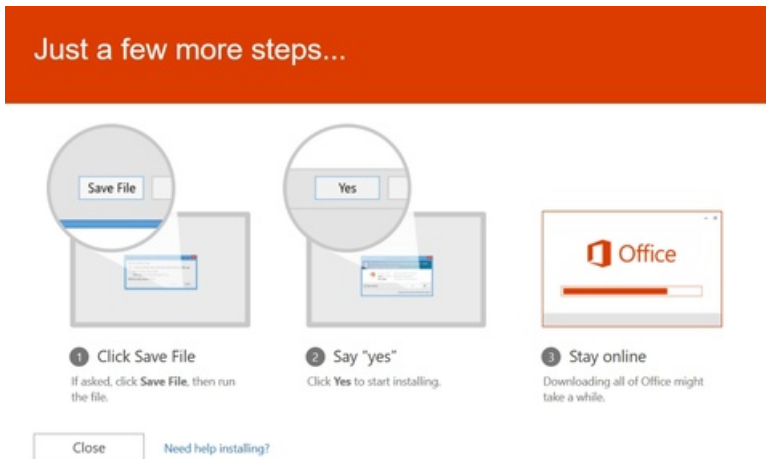 Just a few more steps...
Save File
Yes
Office
1 Click Save File
If asked, click Save File, then run
the file.
2 Say "yes"
Click Yes to start installing.
3 Stay online
Downloading all of Office might
take a while.
Close
Need help installing?